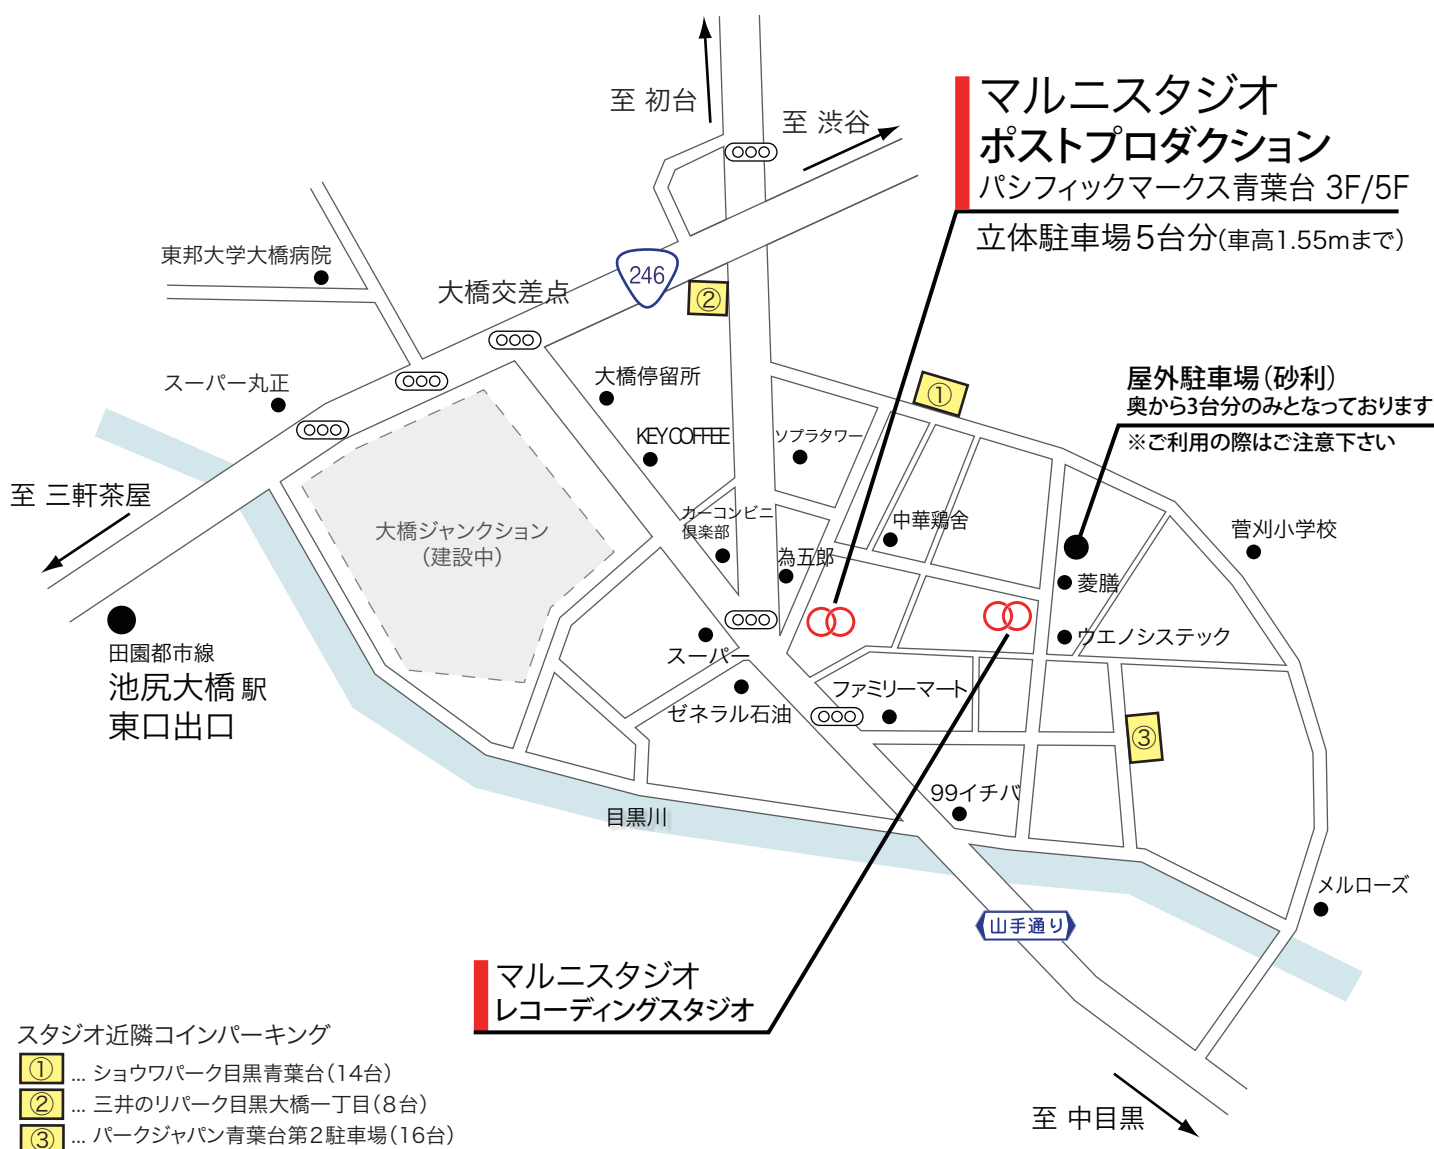 至 初台
至 渋谷
マルニスタジオ
ポストプロダクション
パシフィックマークス青葉台 3F/5F
立体駐車場5台分(車高1.55mまで)
東邦大学大橋病院
大橋交差点
246
②
スーパー丸正
大橋停留所
①
屋外駐車場(砂利)
奥から3台分のみとなっております
※ご利用の際はご注意下さい
KEY COFFEE
ソプラタワー
至 三軒茶屋
大橋ジャンクション
(建設中)
カーコンビニ
倶楽部
中華鶏舎
菅刈小学校
為五郎
菱膳
田園都市線
池尻大橋 駅
東口出口
スーパー
ウエノシステック
ゼネラル石油
ファミリーマート
③
99イチバ
目黒川
メルローズ
山手通り
マルニスタジオ
レコーディングスタジオ
スタジオ近隣コインパーキング
① ... ショウワパーク目黒青葉台(14台)
② ... 三井のリパーク目黒大橋一丁目(8台)
③ ... パークジャパン青葉台第2駐車場(16台)
至 中目黒